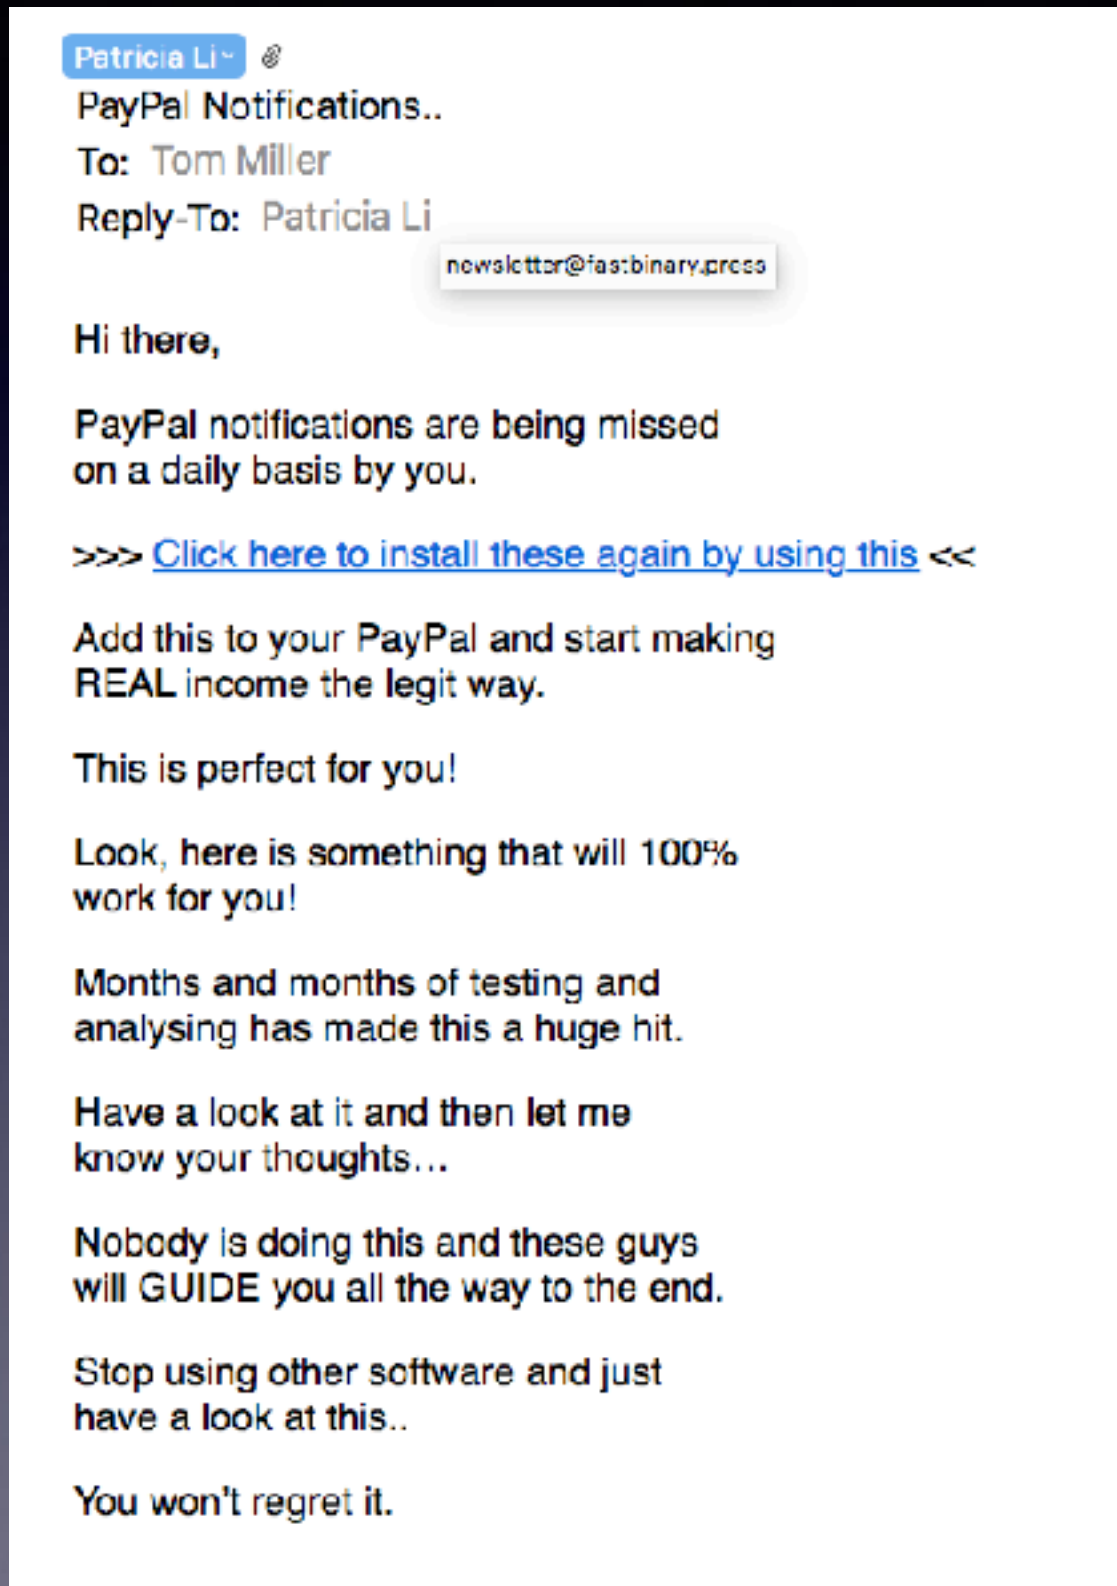 Patricia Li
PayPal Notifications..
To: Tom Miller
Reply-To: Patricia Li
newsletter@fastbinary.press
Hi there,
PayPal notifications are being missed
on a daily basis by you.
>>> Click here to install these again by using this <<
Add this to your PayPal and start making
REAL income the legit way.
This is perfect for you!
Look, here is something that will 100%
work for you!
Months and months of testing and
analysing has made this a huge hit.
Have a look at it and then let me
know your thoughts...
Nobody is doing this and these guys
will GUIDE you all the way to the end.
Stop using other software and just
have a look at this..
You won't regret it.